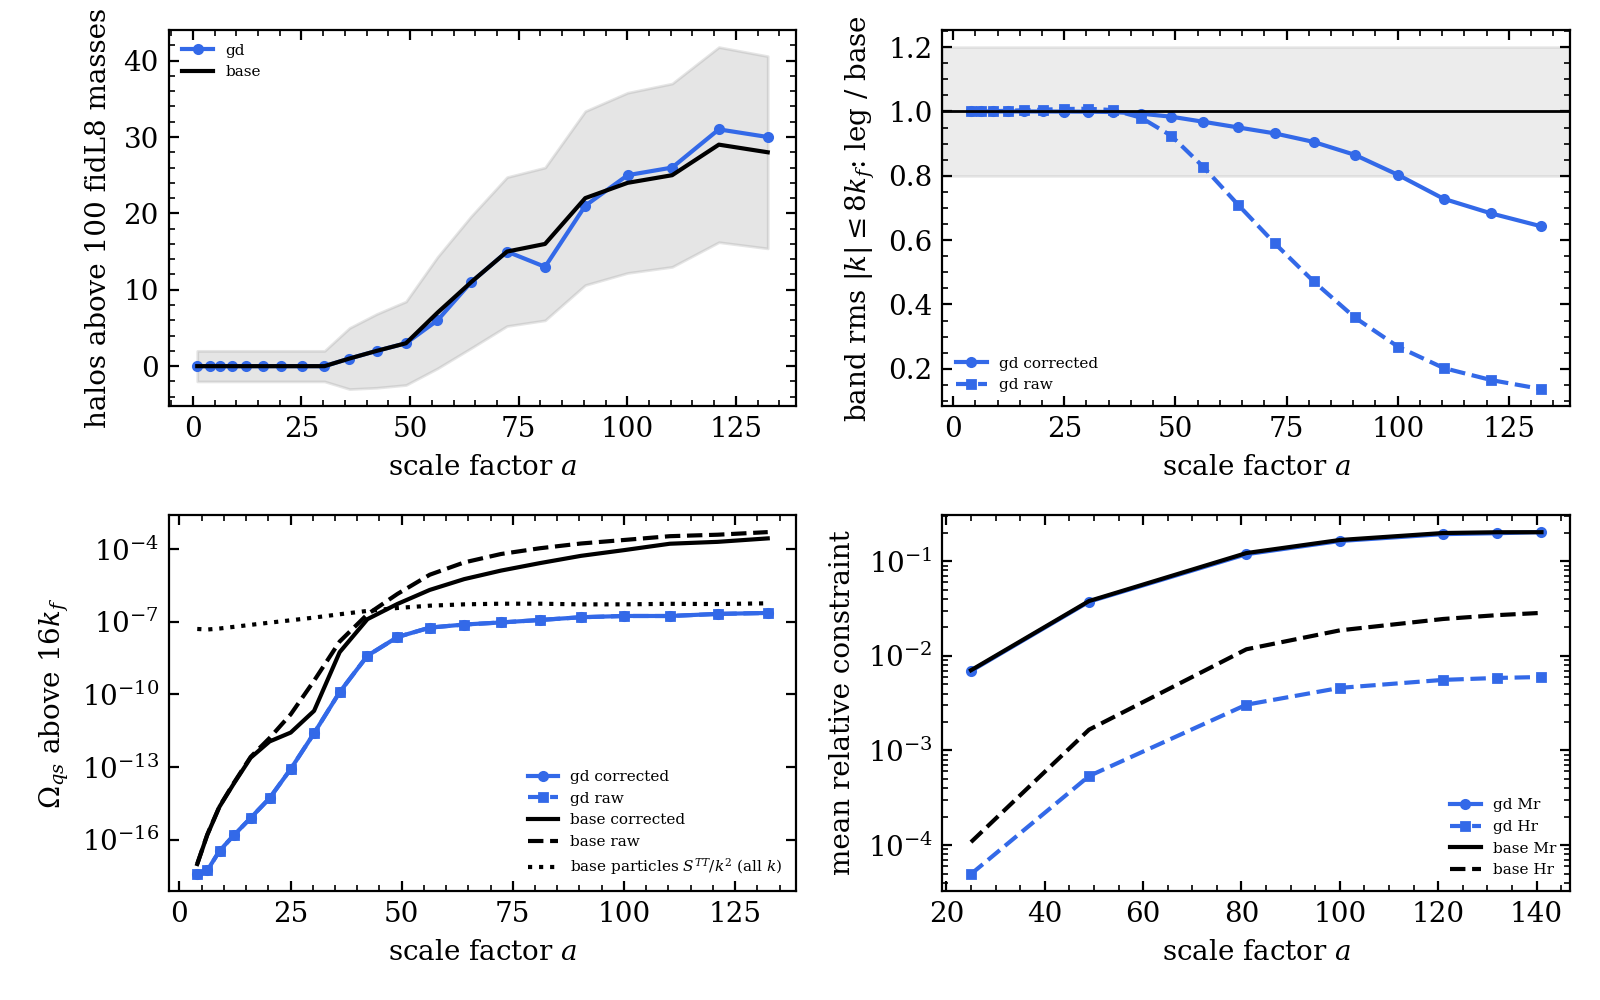 halos above 100 fidL8 masses
40
30
20
10
0
gd
base
0 25 50 75 100 125
scale factor a
band rms |k| ≤ 8k_f: leg / base
1.2
1.0
0.8
0.6
0.4
0.2
gd corrected
gd raw
0 25 50 75 100 125
scale factor a
Ω_qs above 16k_f
10^−4
10^−7
10^−10
10^−13
10^−16
gd corrected
gd raw
base corrected
base raw
base particles S^TT/k^2 (all k)
0 25 50 75 100 125
scale factor a
mean relative constraint
10^−1
10^−2
10^−3
10^−4
gd Mr
gd Hr
base Mr
base Hr
20 40 60 80 100 120 140
scale factor a